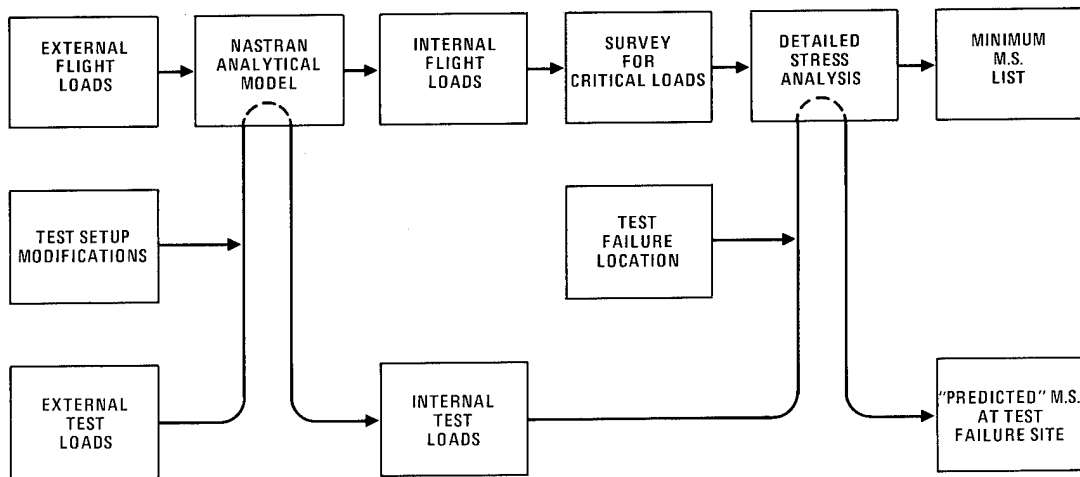 EXTERNAL
FLIGHT
LOADS
NASTRAN
ANALYTICAL
MODEL
INTERNAL
FLIGHT
LOADS
SURVEY
FOR
CRITICAL LOADS
DETAILED
STRESS
ANALYSIS
MINIMUM
M.S.
LIST
TEST SETUP
MODIFICATIONS
TEST
FAILURE
LOCATION
EXTERNAL
TEST
LOADS
INTERNAL
TEST
LOADS
"PREDICTED" M.S.
AT TEST
FAILURE SITE